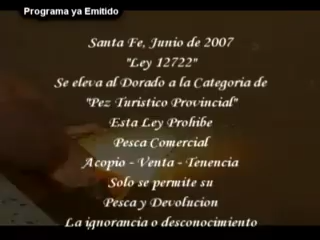 Programa ya Emitido
Santa Fe, Junio de 2007
"Ley 12722"
Se eleva al Dorado a la Categoria de
"Pez Turistico Provincial"
Esta Ley Prohibe
Pesca Comercial
Acopio - Venta - Tenencia
Solo se permite su
Pesca y Devolucion
La ignorancia o desconocimiento